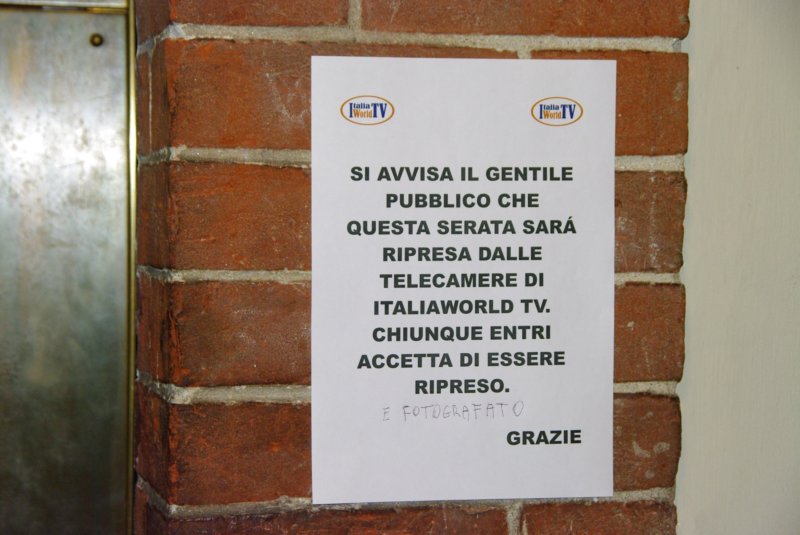 Italia World TV
Italia World TV
SI AVVISA IL GENTILE
PUBBLICO CHE
QUESTA SERATA SARÁ
RIPRESA DALLE
TELECAMERE DI
ITALIAWORLD TV.
CHIUNQUE ENTRI
ACCETTA DI ESSERE
RIPRESO.
E FOTOGRAFATO
GRAZIE